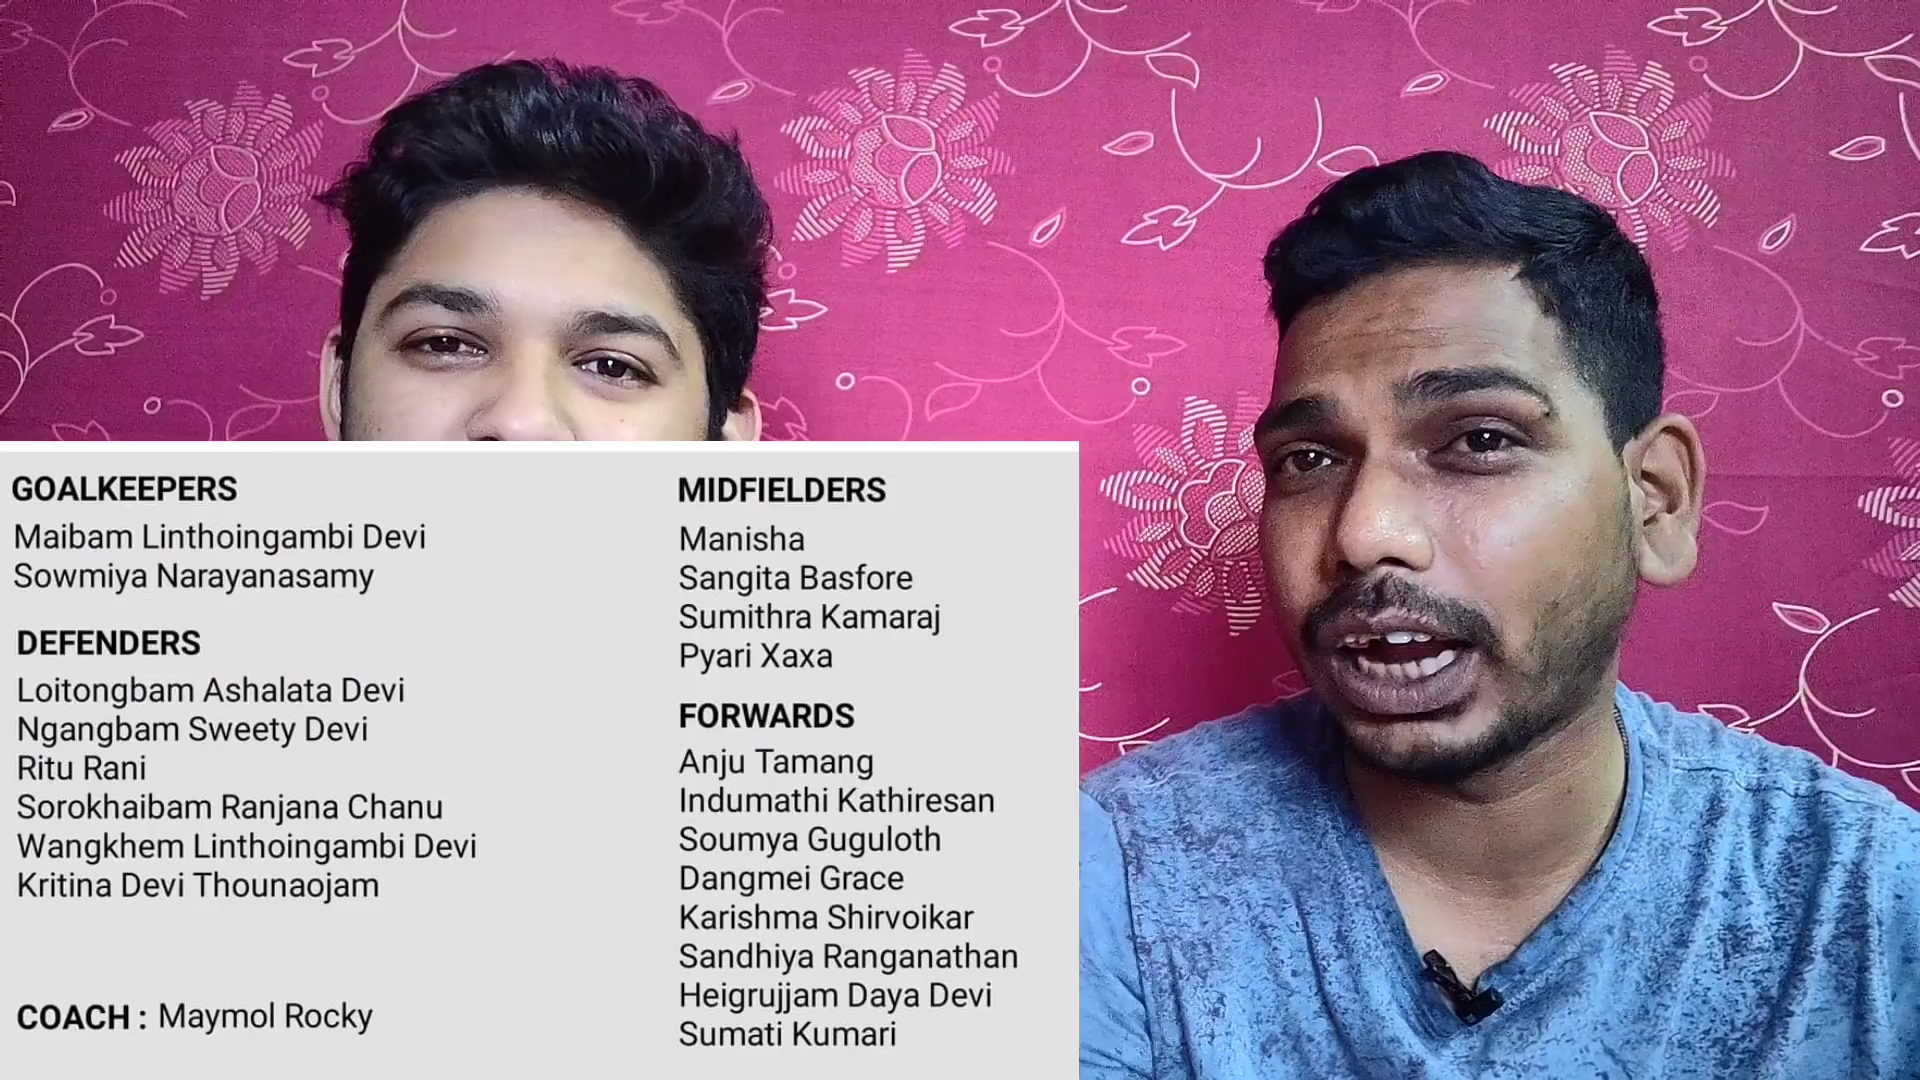 GOALKEEPERS
Maibam Linthoingambi Devi
Sowmiya Narayanasamy
DEFENDERS
Loitongbam Ashalata Devi
Ngangbam Sweety Devi
Ritu Rani
Sorokhaibam Ranjana Chanu
Wangkhem Linthoingambi Devi
Kritina Devi Thounaojam
COACH : Maymol Rocky
MIDFIELDERS
Manisha
Sangita Basfore
Sumithra Kamaraj
Pyari Xaxa
FORWARDS
Anju Tamang
Indumathi Kathiresan
Soumya Guguloth
Dangmei Grace
Karishma Shirvoikar
Sandhiya Ranganathan
Heigrujjam Daya Devi
Sumati Kumari